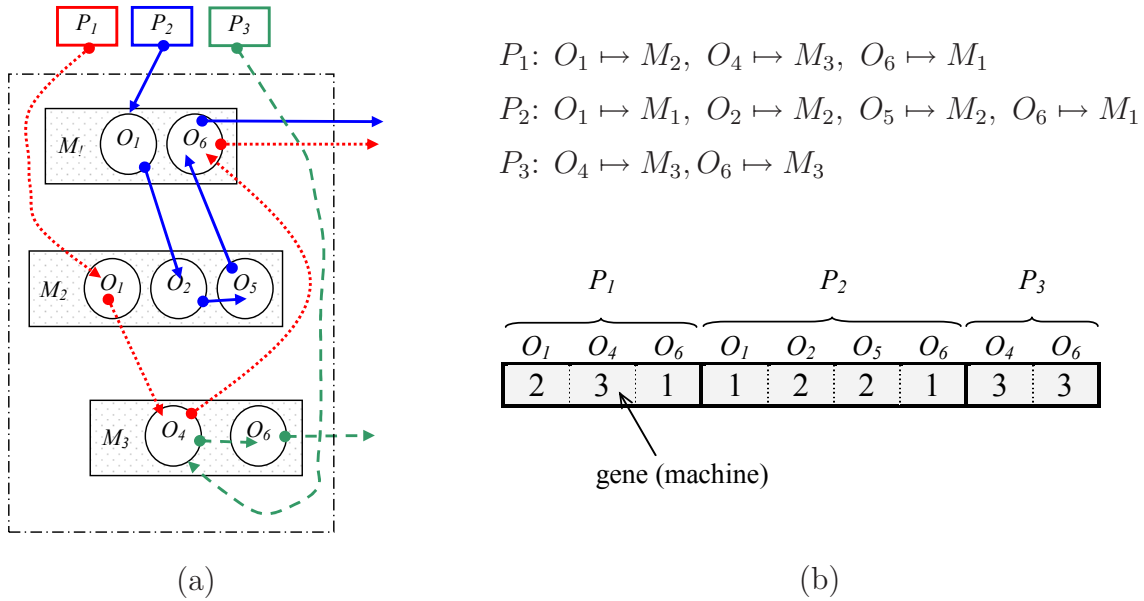 P1 P2 P3
M! O1 O6
M2 O1 O2 O5
M3 O4 O6
(a)
P1: O1 ↦ M2, O4 ↦ M3, O6 ↦ M1
P2: O1 ↦ M1, O2 ↦ M2, O5 ↦ M2, O6 ↦ M1
P3: O4 ↦ M3, O6 ↦ M3
P1 P2 P3
O1 O4 O6 O1 O2 O5 O6 O4 O6
2 3 1 1 2 2 1 3 3
gene (machine)
(b)